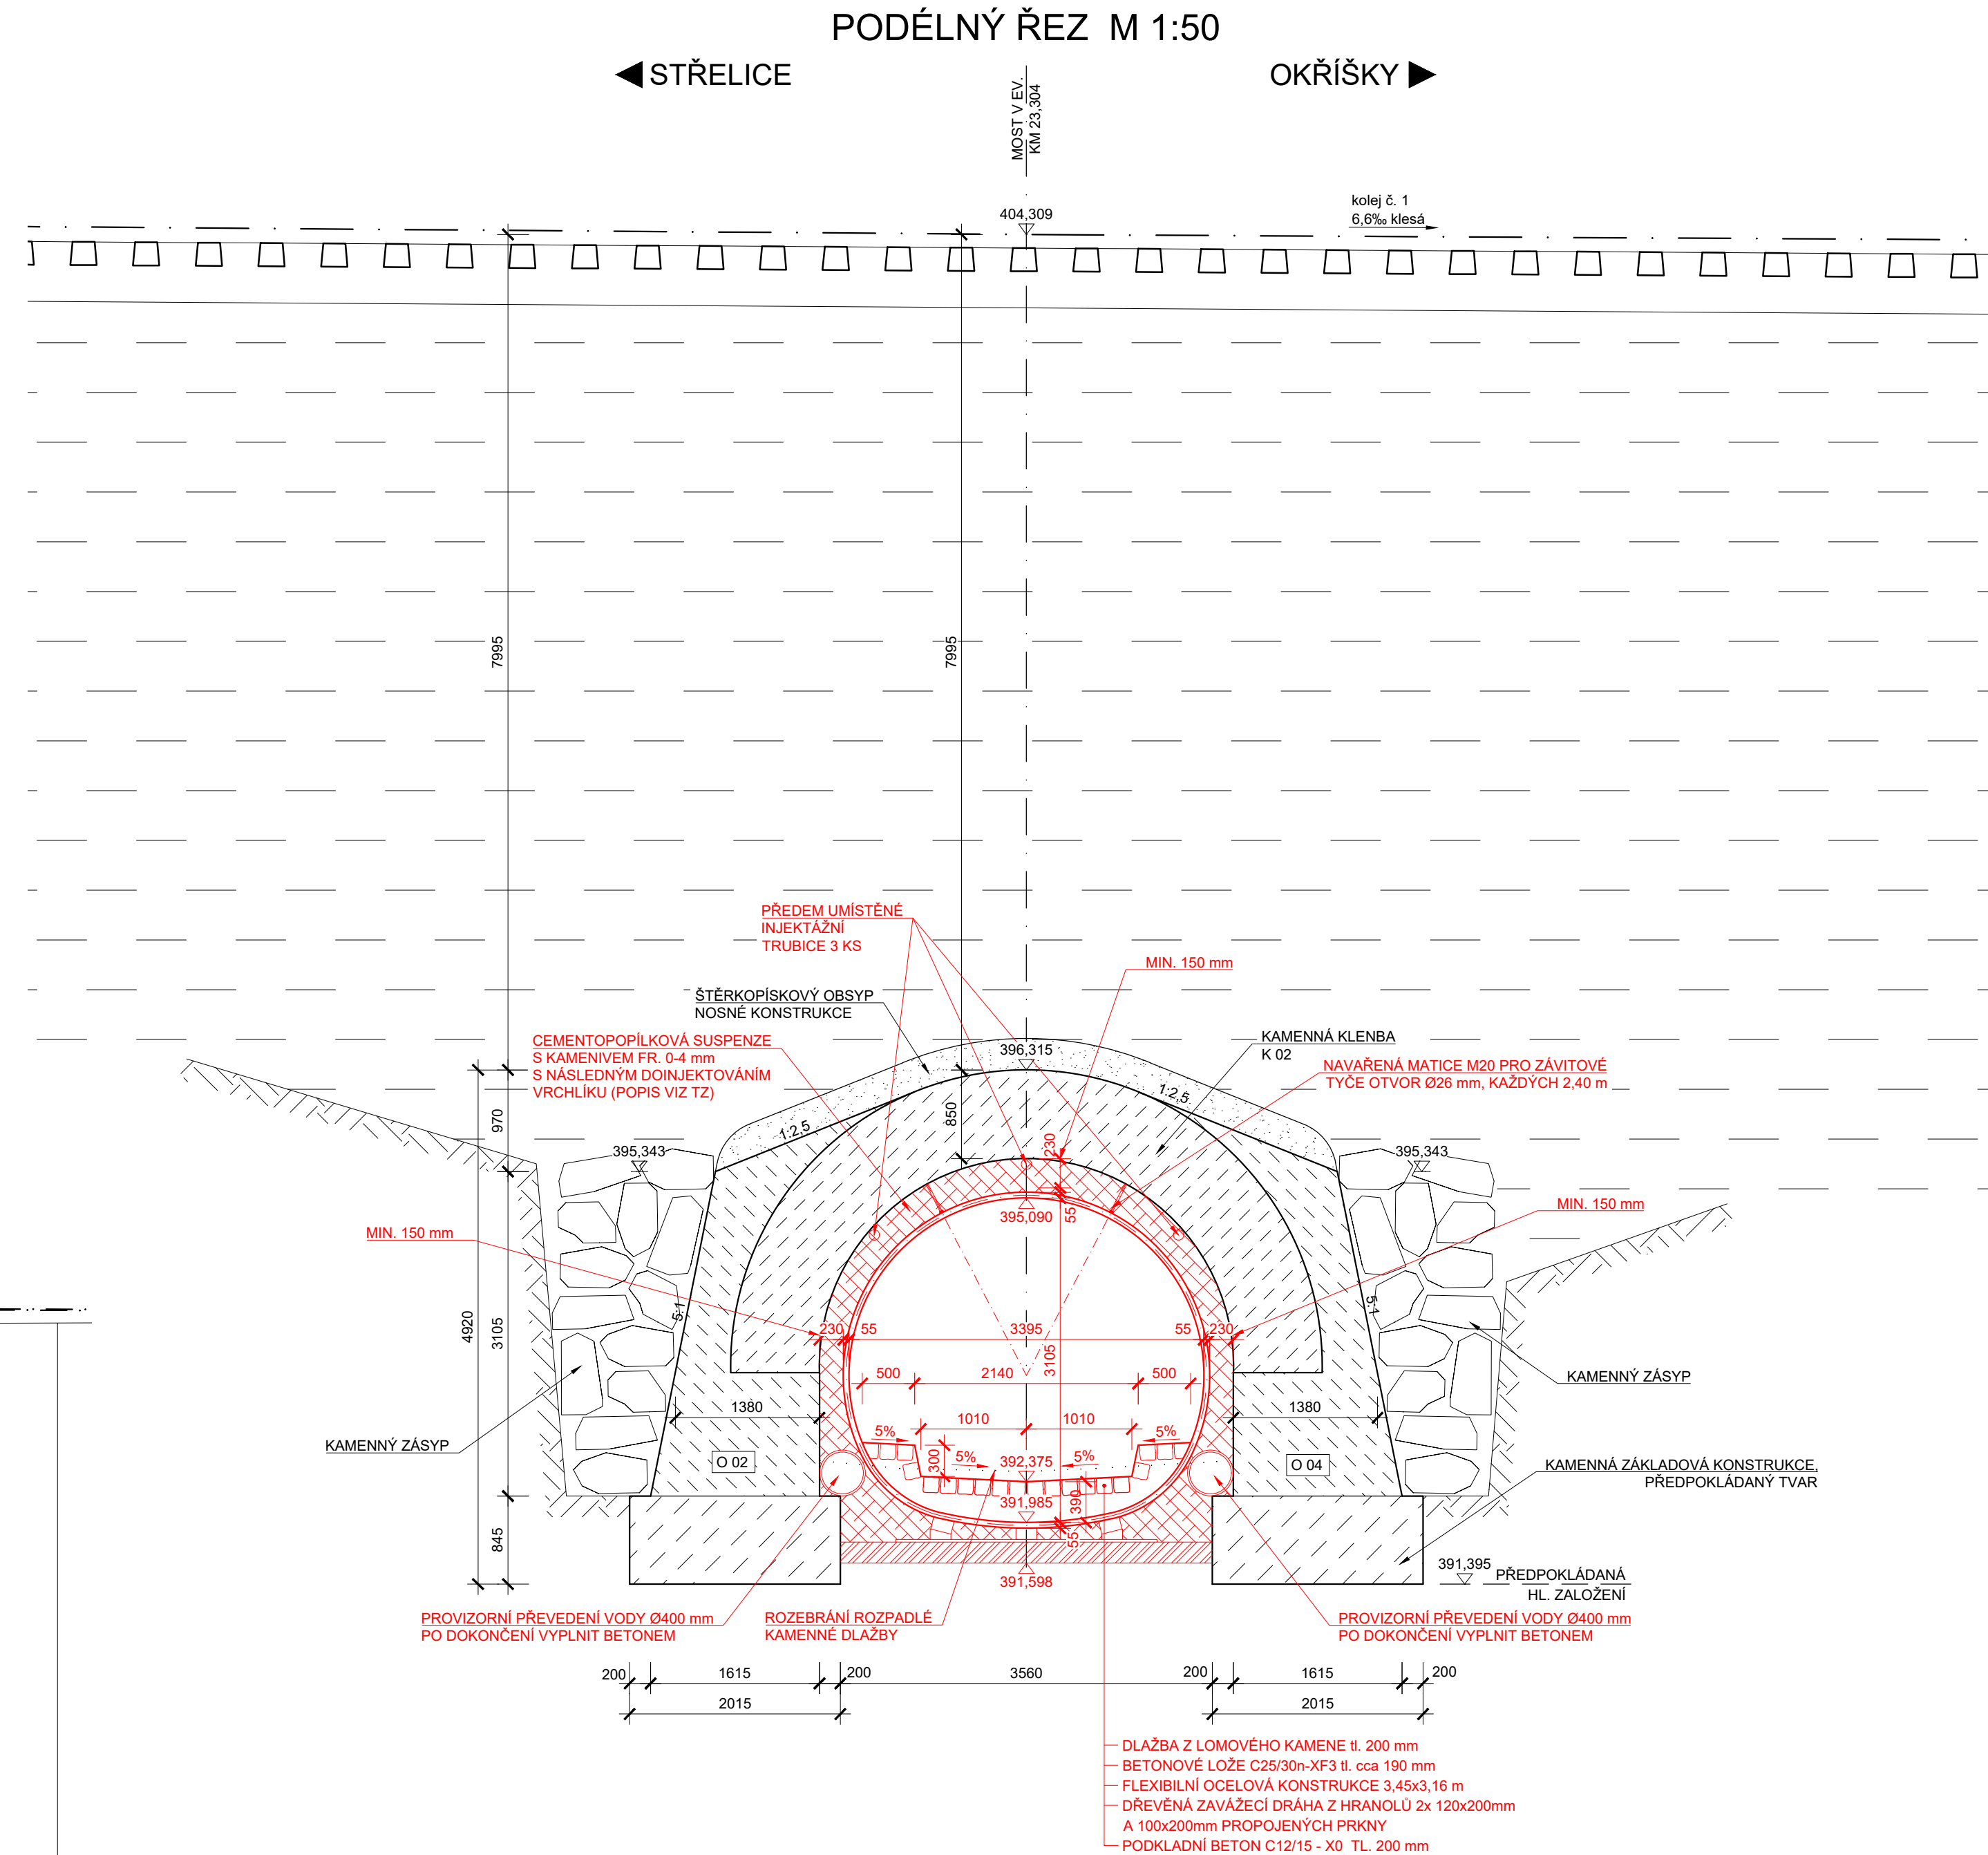 PODÉLNÝ ŘEZ M 1:50
STŘELICE
OKŘÍŠKY
MOST V EV.
KM 23,304
404,309
kolej č. 1
6,6‰ klesá
7995
7995
PŘEDEM UMÍSTĚNÉ
INJEKTÁŽNÍ
TRUBICE 3 KS
MIN. 150 mm
ŠTĚRKOPÍSKOVÝ OBSYP
NOSNÉ KONSTRUKCE
CEMENTOPOPÍLKOVÁ SUSPENZE
S KAMENIVEM FR. 0-4 mm
S NÁSLEDNÝM DOINJEKTOVÁNÍM
VRCHLÍKU (POPIS VIZ TZ)
396,315
KAMENNÁ KLENBA
K 02
NAVAŘENÁ MATICE M20 PRO ZÁVITOVÉ
TYČE OTVOR Ø26 mm, KAŽDÝCH 2,40 m
970
850
1:2,5
1:2,5
230
395,343
395,343
395,090
55
MIN. 150 mm
MIN. 150 mm
4920
3105
5:1
5:1
230
55
3395
55
230
3105
500
2140
500
KAMENNÝ ZÁSYP
1380
1010
1010
1380
KAMENNÝ ZÁSYP
5%
5%
300
5%
5%
O 02
392,375
O 04
KAMENNÁ ZÁKLADOVÁ KONSTRUKCE,
PŘEDPOKLÁDANÝ TVAR
391,985
390
845
55
391,598
391,395
PŘEDPOKLÁDANÁ
HL. ZALOŽENÍ
PROVIZORNÍ PŘEVEDENÍ VODY Ø400 mm
PO DOKONČENÍ VYPLNIT BETONEM
ROZEBRÁNÍ ROZPADLÉ
KAMENNÉ DLAŽBY
PROVIZORNÍ PŘEVEDENÍ VODY Ø400 mm
PO DOKONČENÍ VYPLNIT BETONEM
200
1615
200
3560
200
1615
200
2015
2015
DLAŽBA Z LOMOVÉHO KAMENE tl. 200 mm
BETONOVÉ LOŽE C25/30n-XF3 tl. cca 190 mm
FLEXIBILNÍ OCELOVÁ KONSTRUKCE 3,45x3,16 m
DŘEVĚNÁ ZAVÁŽECÍ DRÁHA Z HRANOLŮ 2x 120x200mm
A 100x200mm PROPOJENÝCH PRKNY
PODKLADNÍ BETON C12/15 - X0 TL. 200 mm